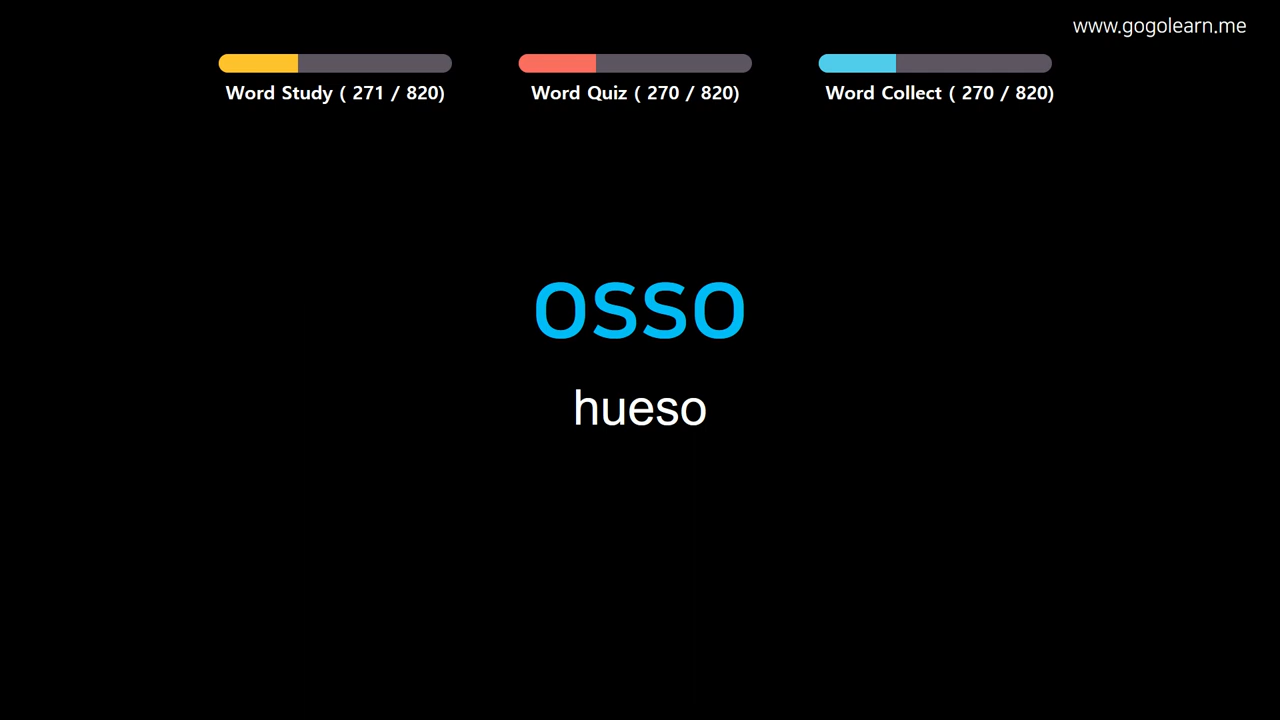 www.gogolearn.me
Word Study ( 271 / 820)
Word Quiz ( 270 / 820)
Word Collect ( 270 / 820)
osso
hueso